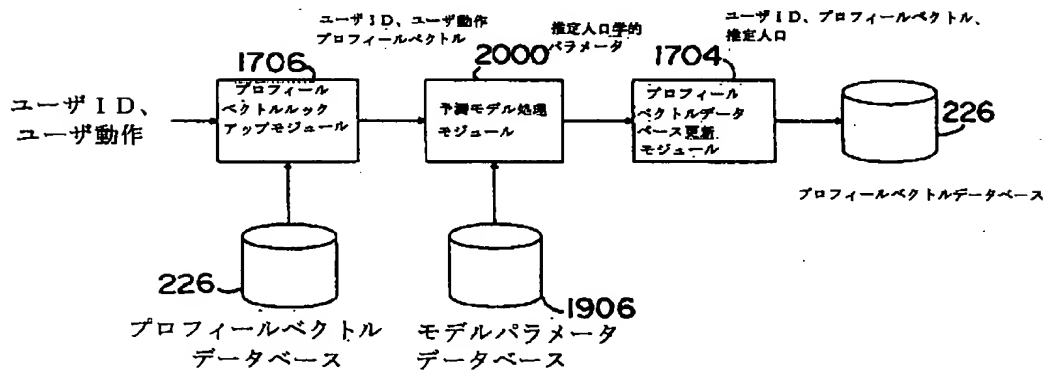 ユーザID、ユーザ動作
プロフィールベクトル
推定人口学的
パラメータ
ユーザID、プロフィールベクトル、
推定人口
1706
2000
1704
ユーザID、
ユーザ動作
プロフィール
ベクトルルック
アップモジュール
予測モデル処理
モジュール
プロフィール
ベクトルデータ
ベース更新
モジュール
226
プロフィールベクトルデータベース
226
1906
プロフィールベクトル
データベース
モデルパラメータ
データベース